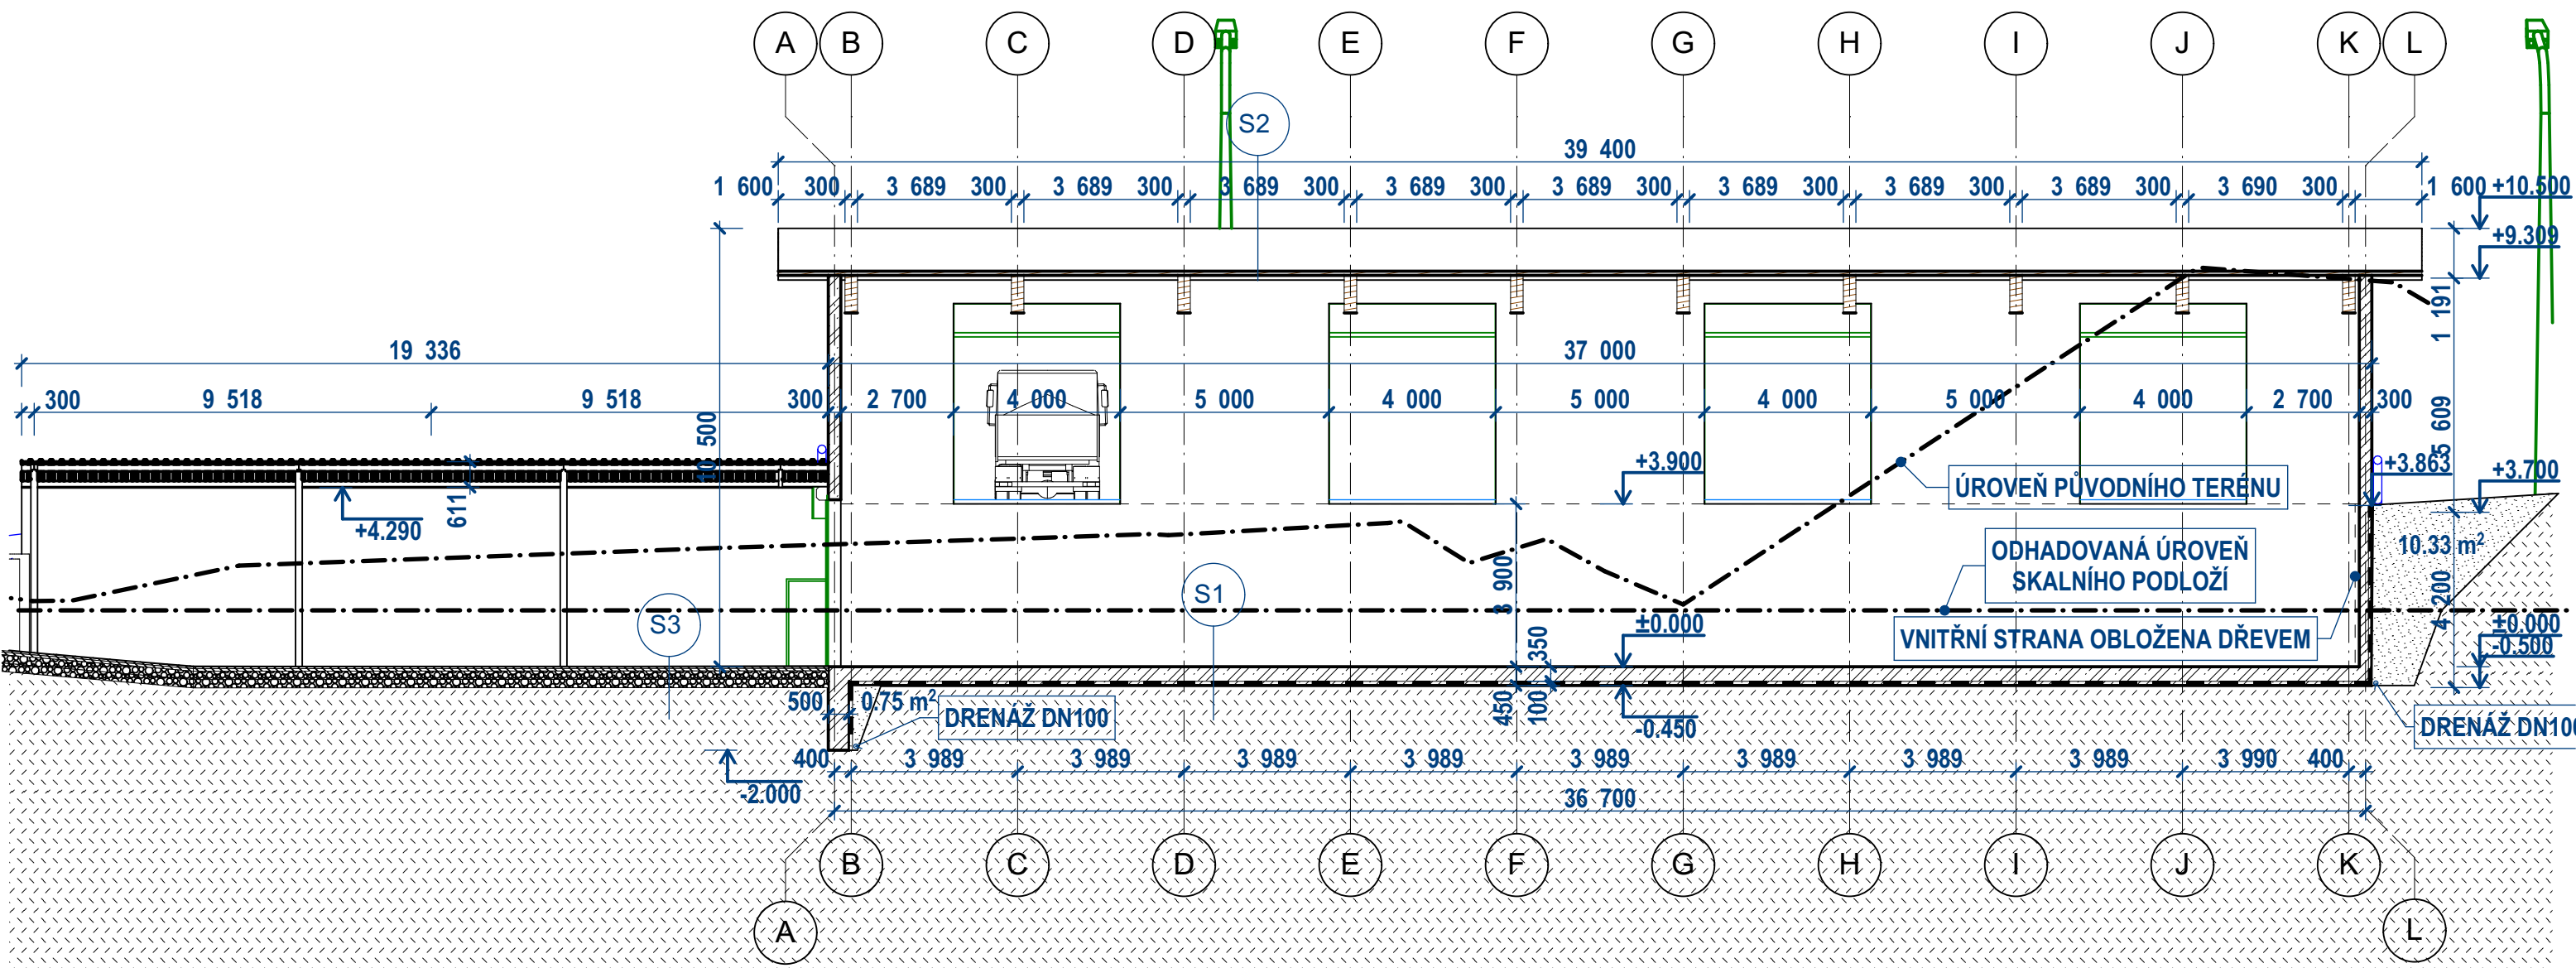 A B C D E F G H I J K L
S2
39 400
1 600 300 3 689 300 3 689 300 3 689 300 3 689 300 3 689 300 3 689 300 3 689 300 3 689 300 3 690 300 1 600 +10.500
+9.309
1 191
19 336
37 000
300 9 518 9 518 300 2 700 4 000 5 000 4 000 5 000 4 000 5 000 4 000 2 700 300
10 500
5 609
+3.900
+3.863
+3.700
ÚROVEŇ PŮVODNÍHO TERÉNU
611
+4.290
ODHADOVANÁ ÚROVEŇ
SKALNÍHO PODLOŽÍ
10.33 m²
3 900
4 200
S3
S1
±0.000
VNITŘNÍ STRANA OBLOŽENA DŘEVEM
±0.000
-0.500
350
500
0.75 m²
DRENÁŽ DN100
450
100
-0.450
DRENÁŽ DN100
400 3 989 3 989 3 989 3 989 3 989 3 989 3 989 3 989 3 990 400
-2.000
36 700
B C D E F G H I J K
A L